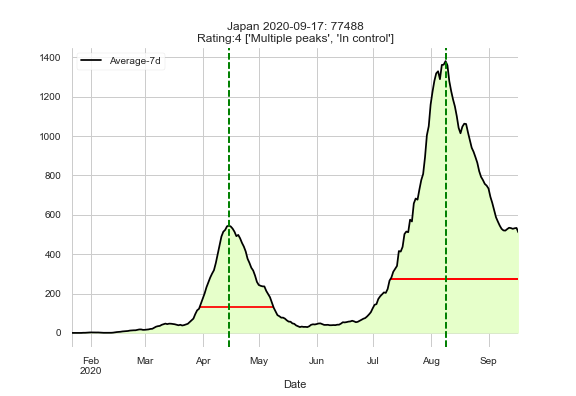 Japan 2020-09-17: 77488
Rating:4 ['Multiple peaks', 'In control']
Average-7d
1400
1200
1000
800
600
400
200
0
Feb Mar Apr May Jun Jul Aug Sep
2020
Date